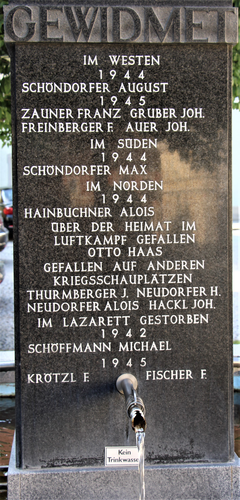 GEWIDMET
IM WESTEN
1944
SCHÖNDORFER AUGUST
1945
ZAUNER FRANZ GRUBER JOH.
FREINBERGER F. AUER JOH.
IM SÜDEN
1944
SCHÖNDORFER MAX
IM NORDEN
1944
HAINBUCHNER ALOIS
ÜBER DER HEIMAT IM
LUFTKAMPF GEFALLEN
OTTO HAAS
GEFALLEN AUF ANDEREN
KRIEGSSCHAUPLÄTZEN
THURMBERGER J. NEUDORFER H.
NEUDORFER ALOIS HACKL JOH.
IM LAZARETT GESTORBEN
1942
SCHÖFFMANN MICHAEL
1945
KRÖTZL F. FISCHER F.
Kein
Trinkwasser